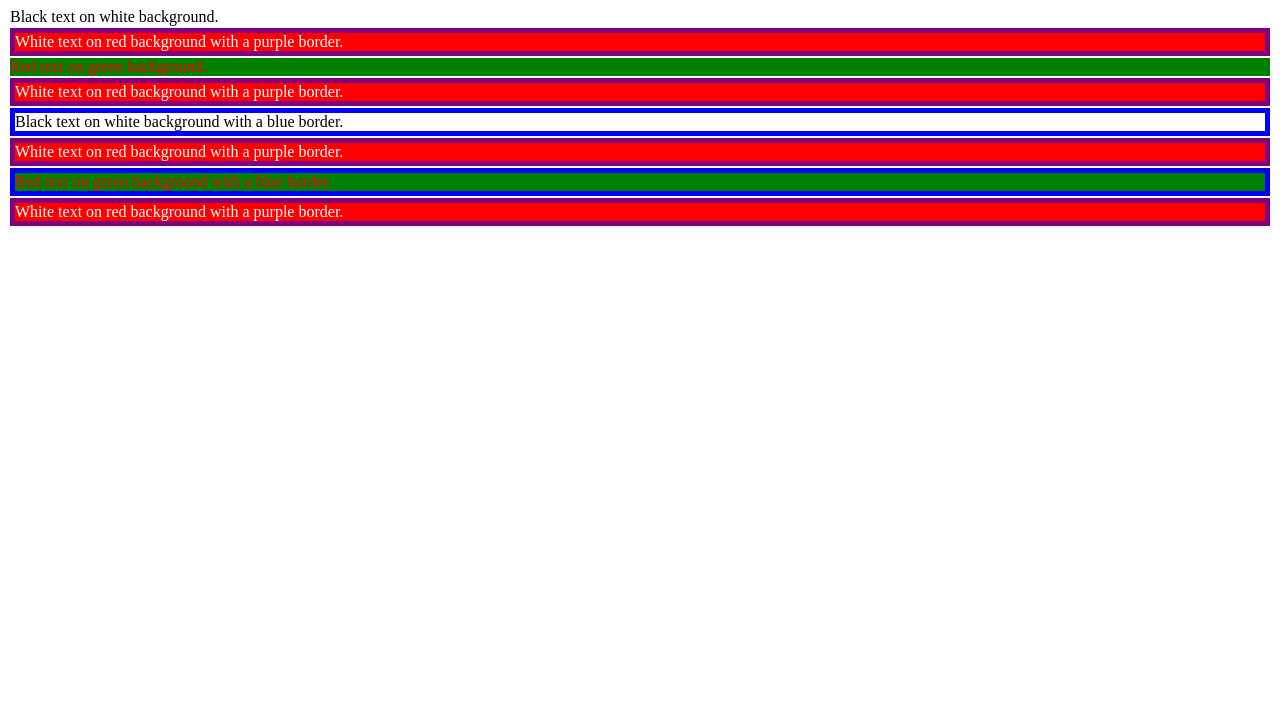 Black text on white background.
White text on red background with a purple border.
Red text on green background.
White text on red background with a purple border.
Black text on white background with a blue border.
White text on red background with a purple border.
Red text on green background with a blue border.
White text on red background with a purple border.